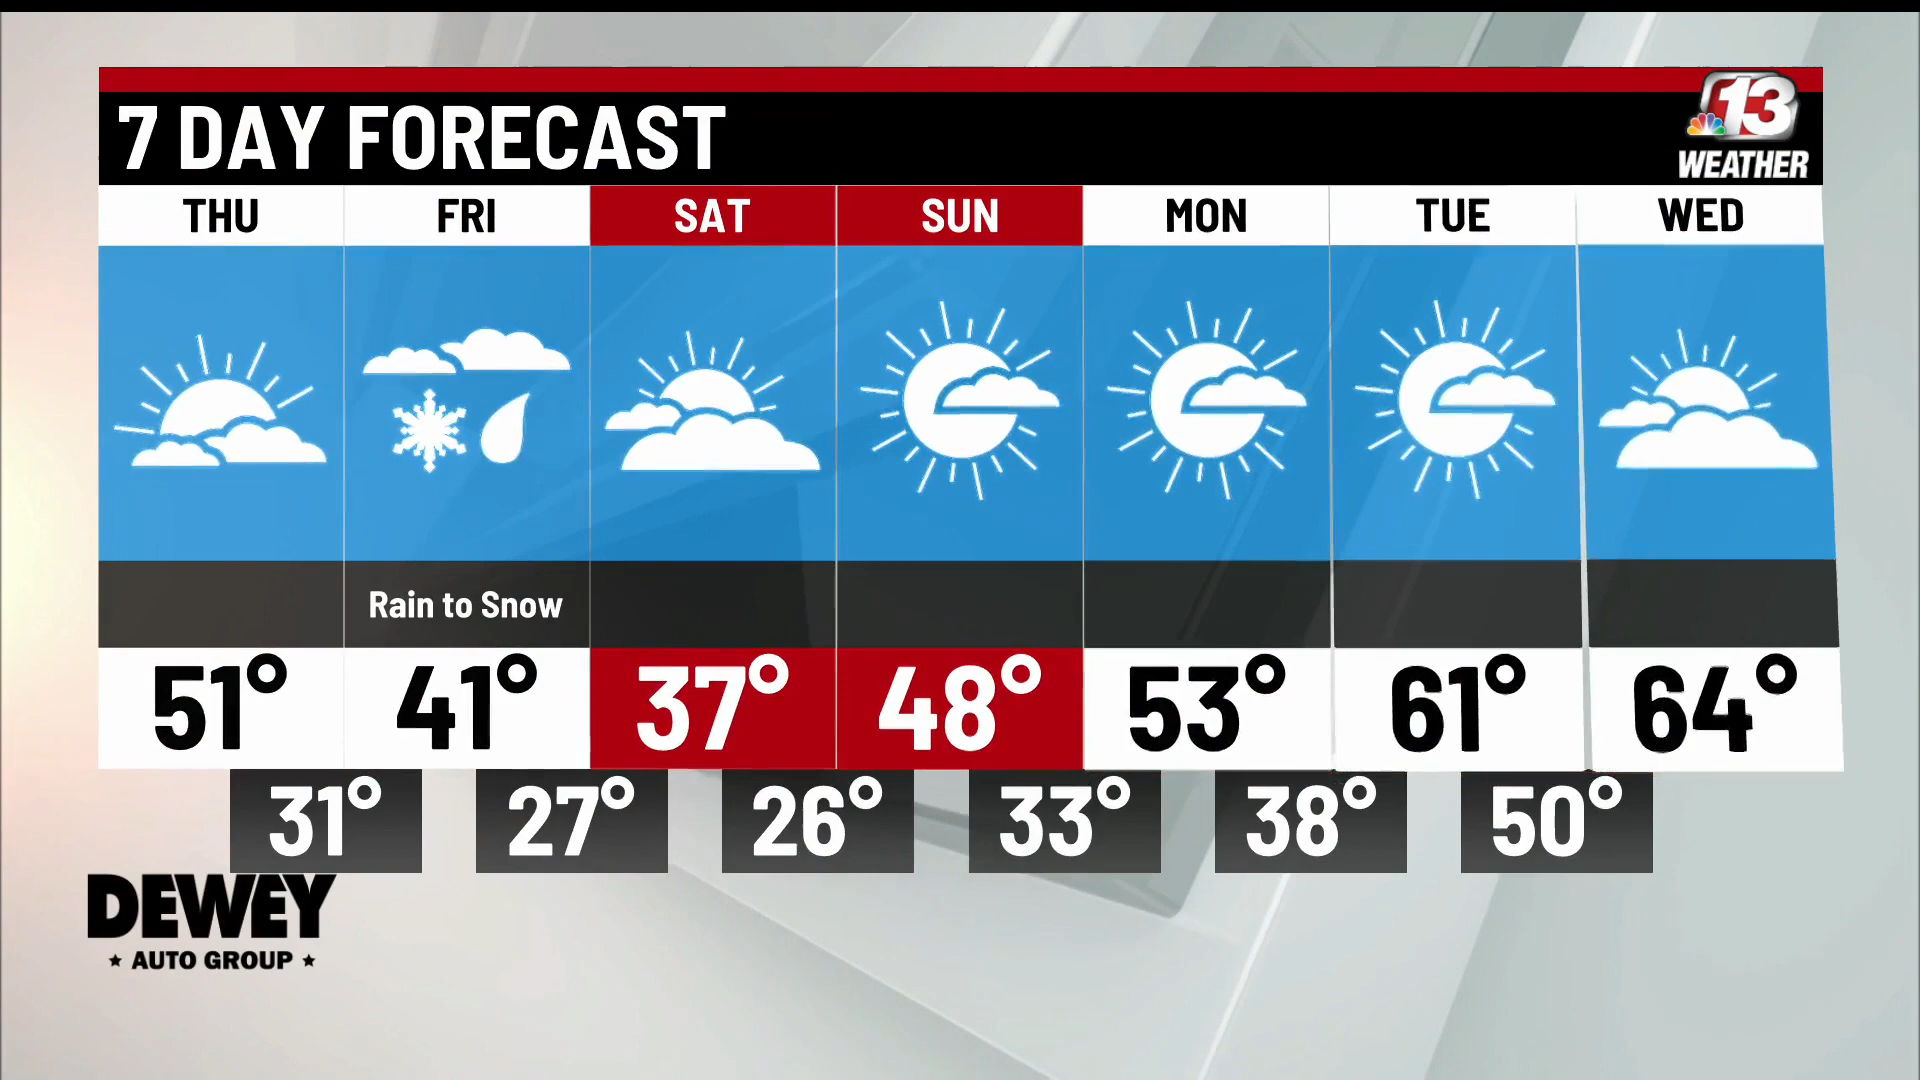 7 DAY FORECAST
13
WEATHER
THU FRI SAT SUN MON TUE WED
Rain to Snow
51° 41° 37° 48° 53° 61° 64°
31° 27° 26° 33° 38° 50°
DEWEY
★ AUTO GROUP ★